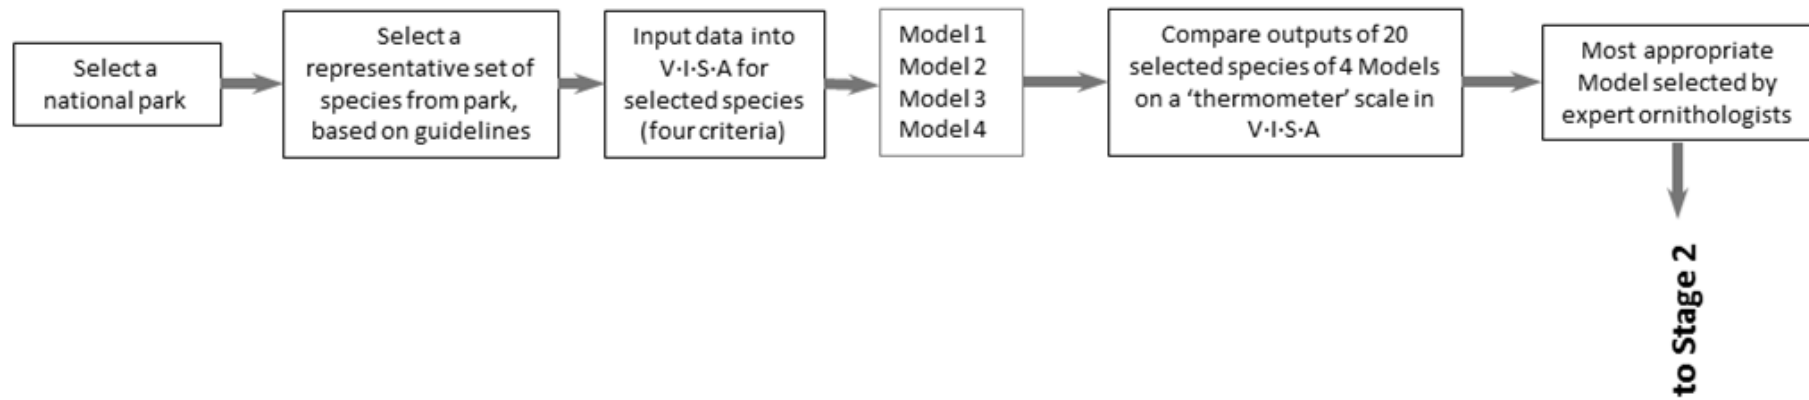 Select a
national park
Select a
representative set of
species from park,
based on guidelines
Input data into
V·I·S·A for
selected species
(four criteria)
Model 1
Model 2
Model 3
Model 4
Compare outputs of 20
selected species of 4 Models
on a ‘thermometer’ scale in
V·I·S·A
Most appropriate
Model selected by
expert ornithologists
to Stage 2